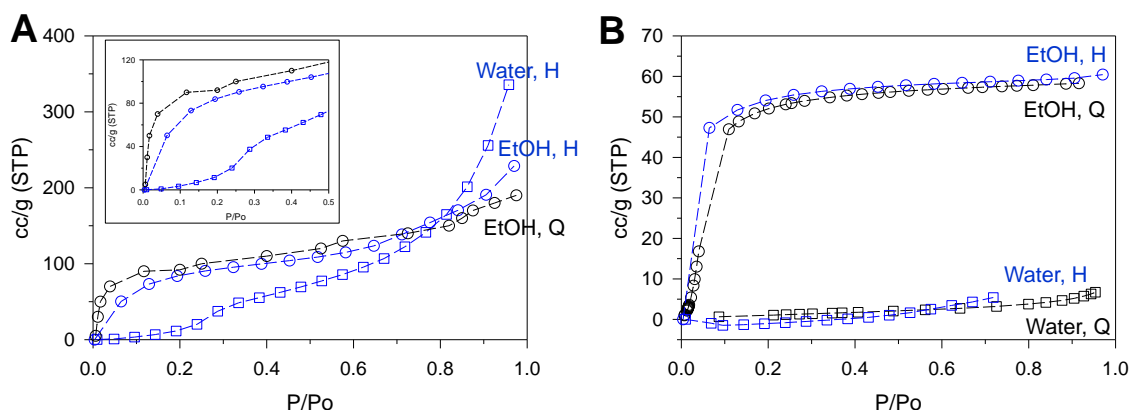 A
cc/g (STP)
400
300
200
100
0
0.0
0.2
0.4
0.6
0.8
1.0
P/Po
Water, H
EtOH, H
EtOH, Q
cc/g (STP)
120
80
40
0
0.0
0.1
0.2
0.3
0.4
0.5
P/Po
B
cc/g (STP)
70
60
50
40
30
20
10
0
0.0
0.2
0.4
0.6
0.8
1.0
P/Po
EtOH, H
EtOH, Q
Water, H
Water, Q